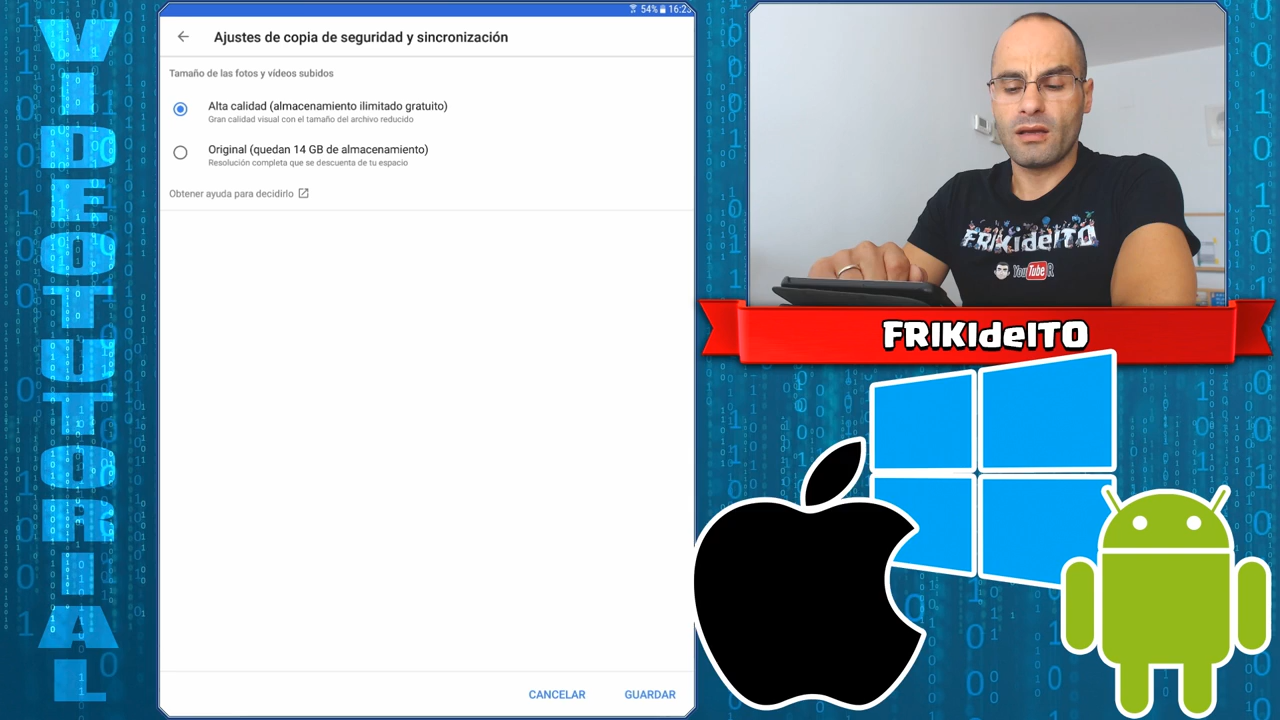 VIDEOTUTORIAL
54% 16:23
Ajustes de copia de seguridad y sincronización
Tamaño de las fotos y vídeos subidos
Alta calidad (almacenamiento ilimitado gratuito)
Gran calidad visual con el tamaño del archivo reducido
Original (quedan 14 GB de almacenamiento)
Resolución completa que se descuenta de tu espacio
Obtener ayuda para decidirlo
CANCELAR GUARDAR
FRIKIdelTO
YouTubeR
FRIKIdelTO